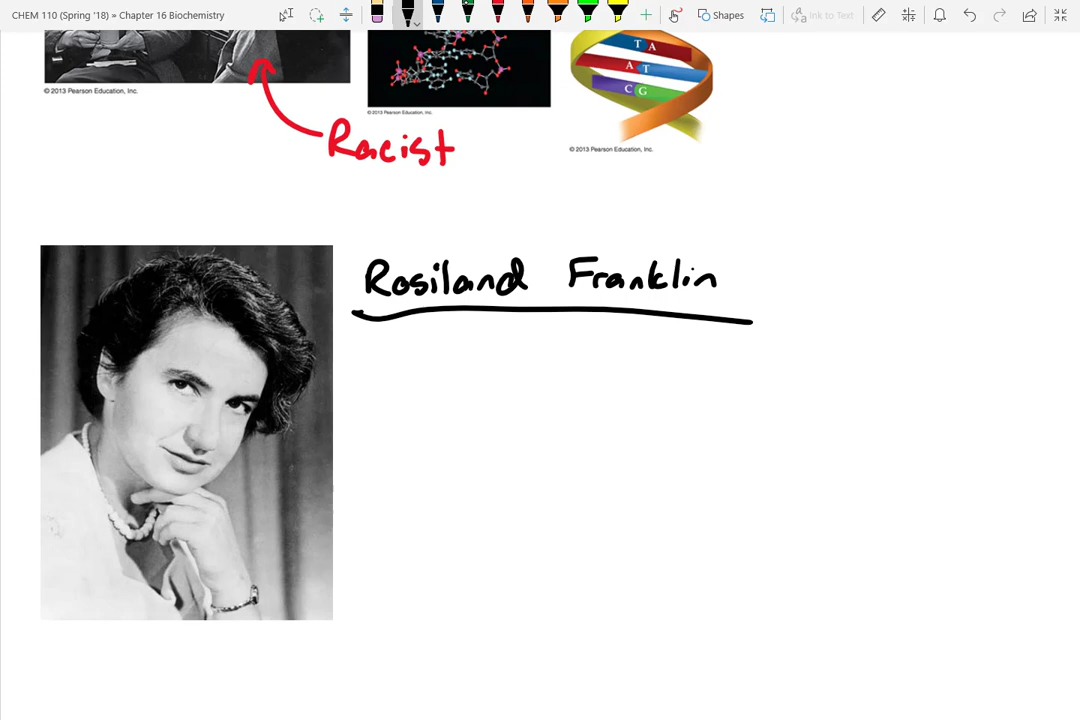 CHEM 110 (Spring '18) » Chapter 16 Biochemistry
Shapes
Ink to Text
T A
A T
C G
© 2013 Pearson Education, Inc.
©2013 Pearson Education, Inc.
© 2013 Pearson Education, Inc.
Racist
Rosiland Franklin